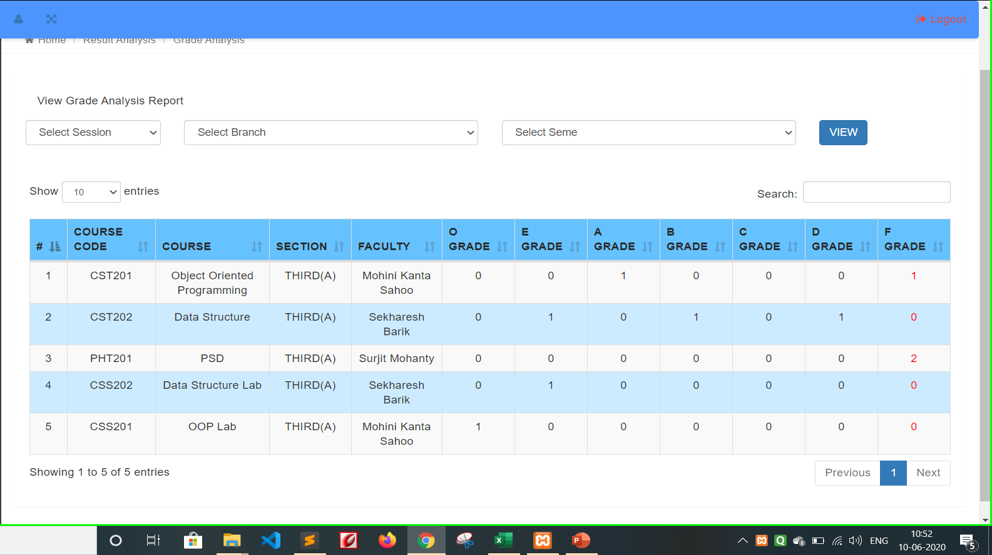 Logout
Home / Result Analysis / Grade Analysis
View Grade Analysis Report
Select Session Select Branch Select Seme VIEW
Show 10 entries Search:
# COURSE CODE COURSE SECTION FACULTY O GRADE E GRADE A GRADE B GRADE C GRADE D GRADE F GRADE
1 CST201 Object Oriented Programming THIRD(A) Mohini Kanta Sahoo 0 0 1 0 0 0 1
2 CST202 Data Structure THIRD(A) Sekharesh Barik 0 1 0 1 0 1 0
3 PHT201 PSD THIRD(A) Surjit Mohanty 0 0 0 0 0 0 2
4 CSS202 Data Structure Lab THIRD(A) Sekharesh Barik 0 1 0 0 0 0 0
5 CSS201 OOP Lab THIRD(A) Mohini Kanta Sahoo 1 0 0 0 0 0 0
Showing 1 to 5 of 5 entries Previous 1 Next
ENG 10:52
10-06-2020 5